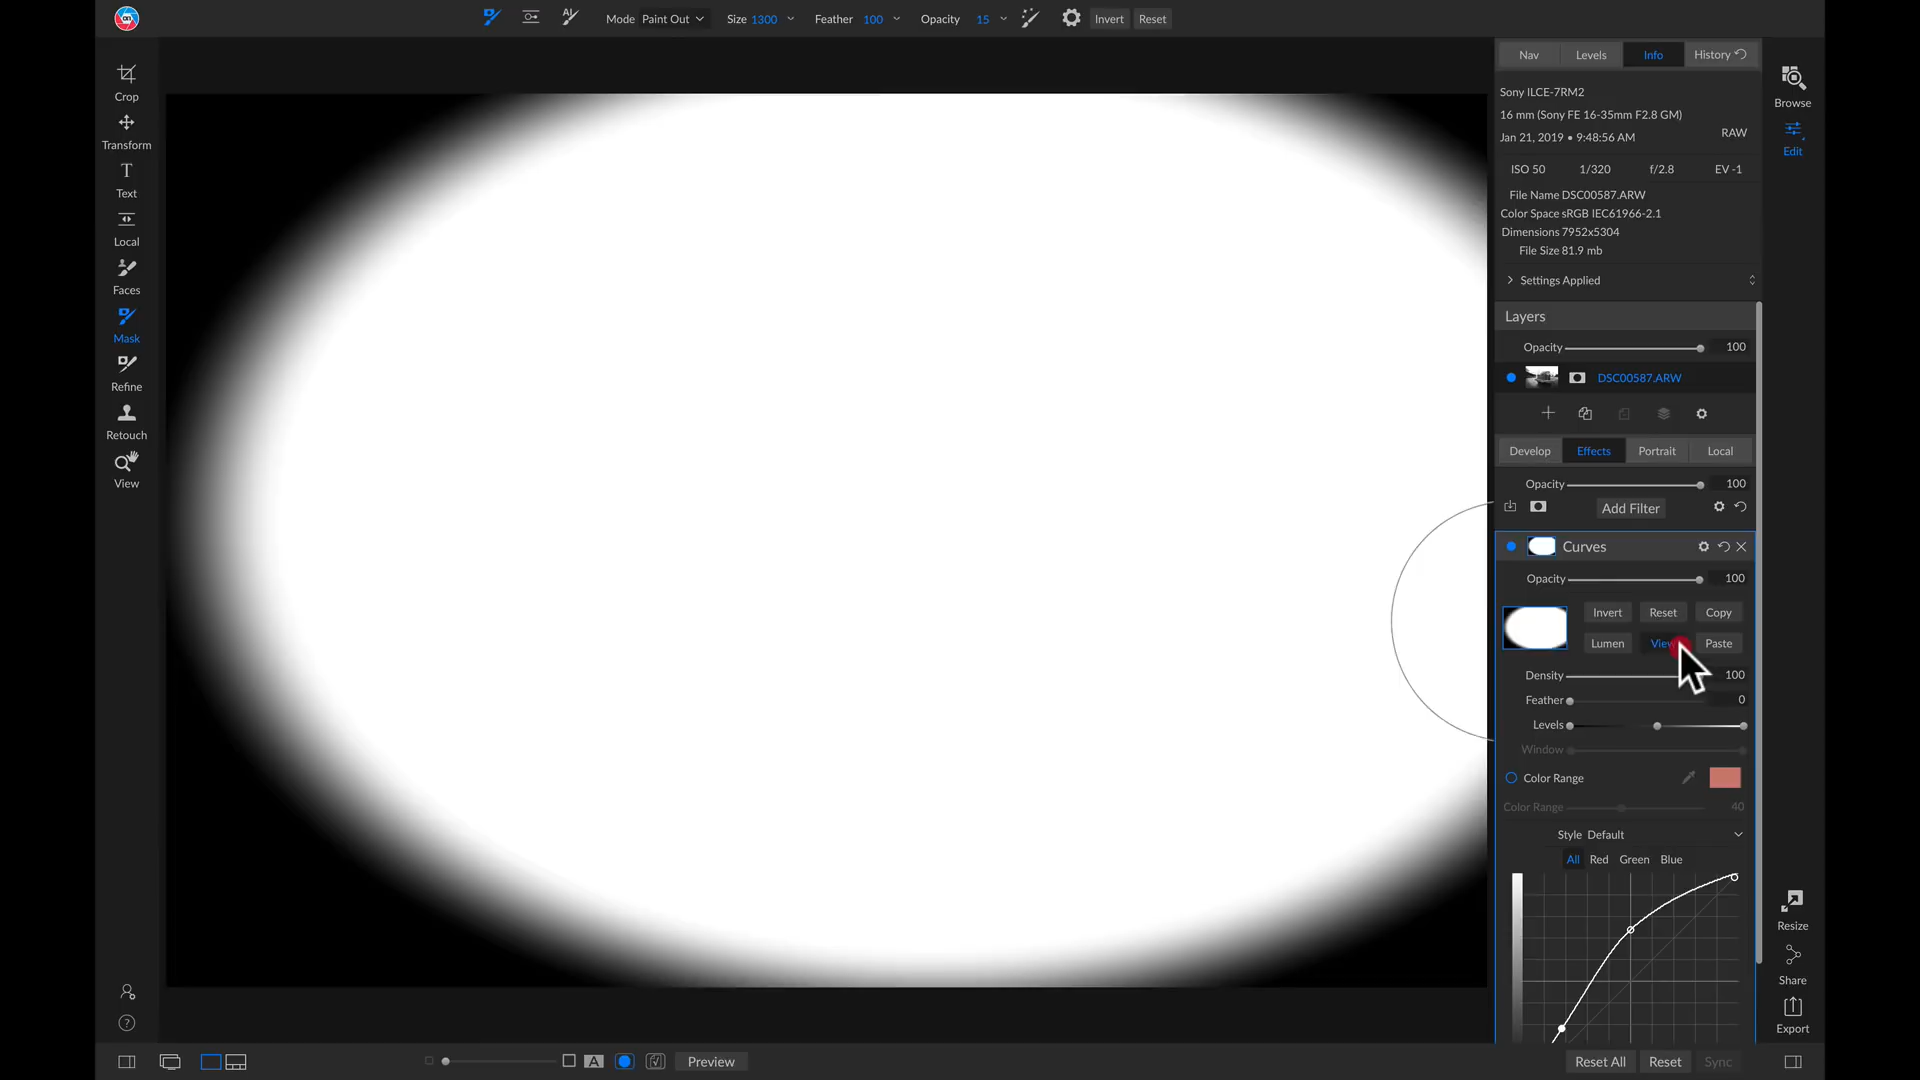 Mode Paint Out Size 1300 Feather 100 Opacity 15 Invert Reset
Crop
Transform
Text
Local
Faces
Mask
Refine
Retouch
View
Nav Levels Info History
Sony ILCE-7RM2
16 mm (Sony FE 16-35mm F2.8 GM)
Jan 21, 2019 • 9:48:56 AM RAW
ISO 50 1/320 f/2.8 EV -1
File Name DSC00587.ARW
Color Space sRGB IEC61966-2.1
Dimensions 7952x5304
File Size 81.9 mb
Settings Applied
Layers
Opacity 100
DSC00587.ARW
Develop Effects Portrait Local
Opacity 100
Add Filter
Curves
Opacity 100
Invert Reset Copy
Lumen View Paste
Density 100
Feather 0
Levels
Window
Color Range
Color Range 40
Style Default
All Red Green Blue
Browse
Edit
Resize
Share
Export
A Preview Reset All Reset Sync